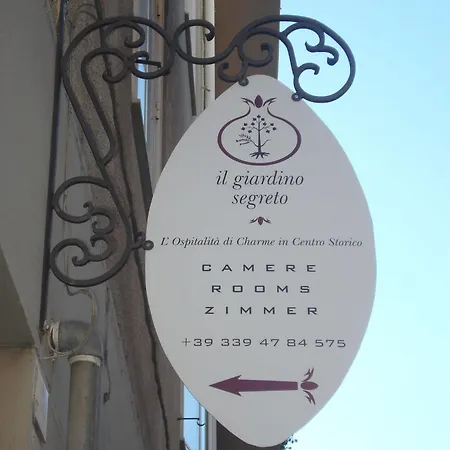 il giardino
segreto
L' Ospitalità di Charme in Centro Storico
CAMERE
ROOMS
ZIMMER
+39 339 47 84 575